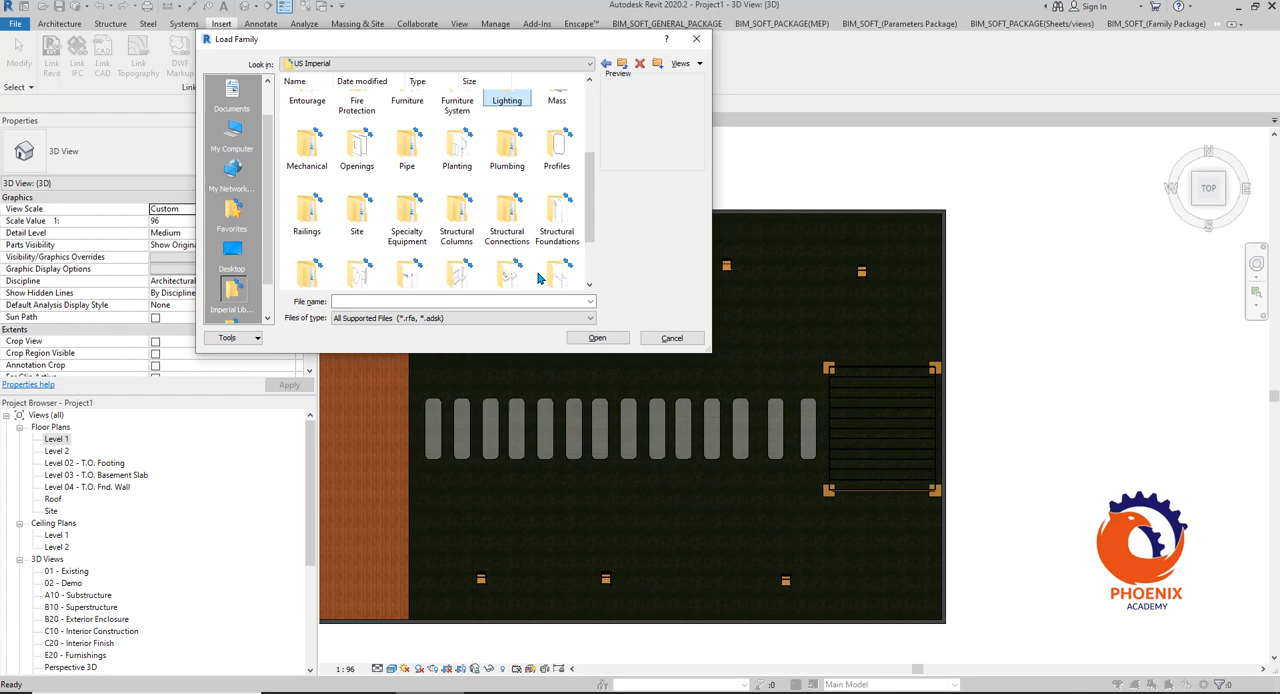 Autodesk Revit 2020.2 - Project1 - 3D View: {3D}
Sign In
File Architecture Structure Steel Systems Insert Annotate Analyze Massing & Site Collaborate View Manage Add-Ins Enscape™ BIM_SOFT_GENERAL_PACKAGE BIM_SOFT_PACKAGE(MEP) BIM_SOFT_(Parameters Package) BIM_SOFT_PACKAGE(Sheets/views) BIM_SOFT_(Family Package)
Modify
Link Revit
Link IFC
Link CAD
Link Topography
DWF Markup
Select
Load Family
Look in: US Imperial
Views
Preview
Name Date modified Type Size
Documents
My Computer
My Network...
Favorites
Desktop
Imperial Lib...
Entourage
Fire Protection
Furniture
Furniture System
Lighting
Mass
Mechanical
Openings
Pipe
Planting
Plumbing
Profiles
Railings
Site
Specialty Equipment
Structural Columns
Structural Connections
Structural Foundations
File name:
Files of type: All Supported Files (*.rfa, *.adsk)
Tools
Open
Cancel
Properties
3D View
3D View: {3D}
Graphics
View Scale Custom
Scale Value 1: 96
Detail Level Medium
Parts Visibility Show Original
Visibility/Graphics Overrides
Graphic Display Options
Discipline Architectural
Show Hidden Lines By Discipline
Default Analysis Display Style None
Sun Path
Extents
Crop View
Crop Region Visible
Annotation Crop
Properties help
Apply
Project Browser - Project1
Views (all)
Floor Plans
Level 1
Level 2
Level 02 - T.O. Footing
Level 03 - T.O. Basement Slab
Level 04 - T.O. Fnd. Wall
Roof
Site
Ceiling Plans
Level 1
Level 2
3D Views
01 - Existing
02 - Demo
A10 - Substructure
B10 - Superstructure
B20 - Exterior Enclosure
C10 - Interior Construction
C20 - Interior Finish
E20 - Furnishings
Perspective 3D
N
W
TOP
E
S
PHOENIX
ACADEMY
1 : 96
Ready
:0
Main Model
:0